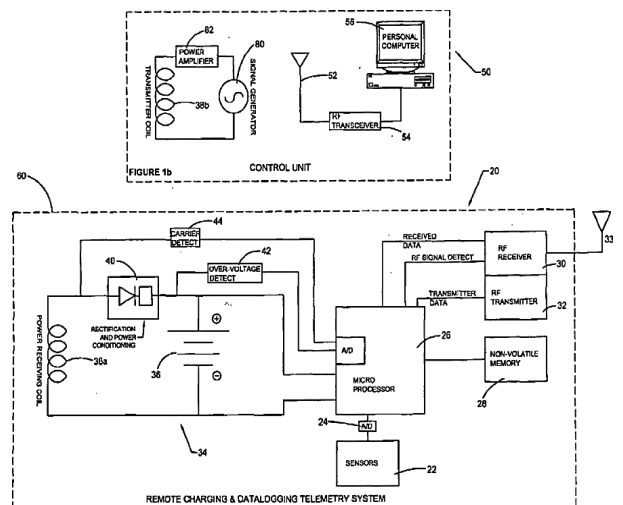 82
POWER
AMPLIFIER
80
TRANSMITTER COIL
38b
SIGNAL GENERATOR
56
PERSONAL
COMPUTER
50
52
RF
TRANSCEIVER
54
FIGURE 1b
CONTROL UNIT
60
20
44
CARRIER
DETECT
42
OVER-VOLTAGE
DETECT
40
RECTIFICATION
AND POWER
CONDITIONING
POWER RECEIVING COIL
38a
36
34
RECEIVED
DATA
RF SIGNAL DETECT
TRANSMITTER
DATA
RF
RECEIVER
30
33
RF
TRANSMITTER
32
A/D
26
MICRO
PROCESSOR
NON-VOLATILE
MEMORY
28
24
A/D
SENSORS
22
REMOTE CHARGING & DATALOGGING TELEMETRY SYSTEM